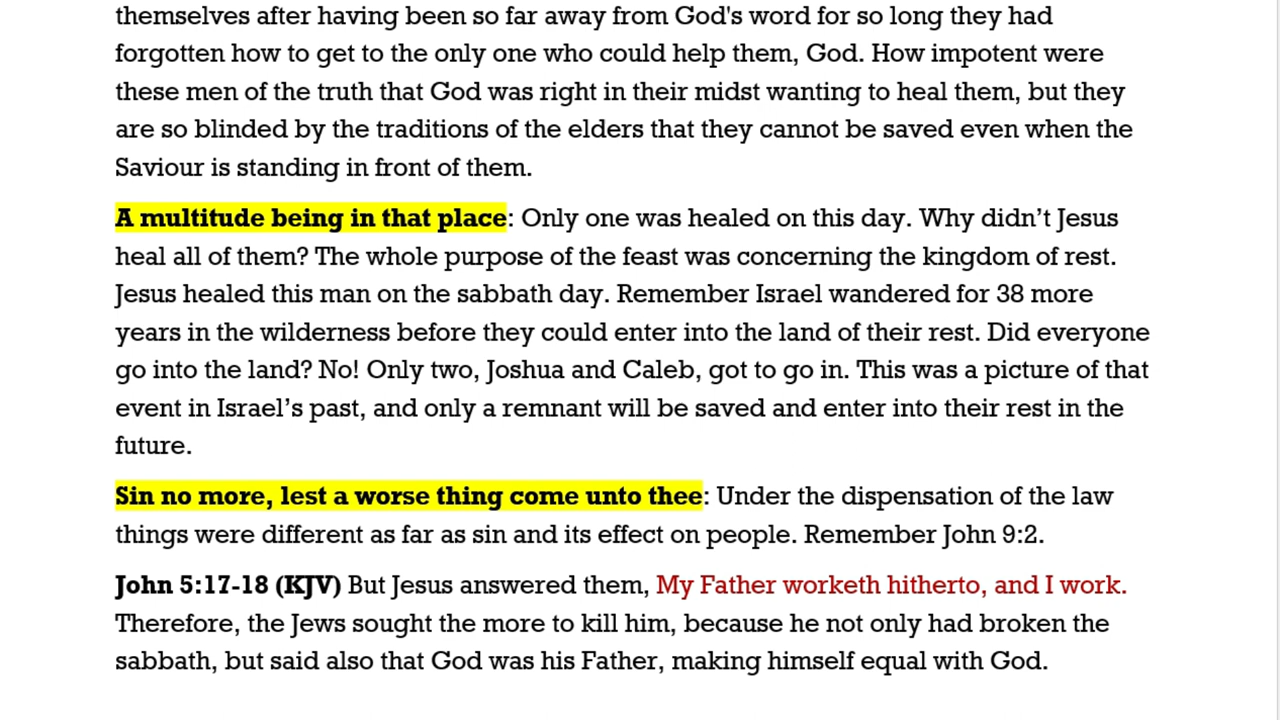 themselves after having been so far away from God's word for so long they had
forgotten how to get to the only one who could help them, God. How impotent were
these men of the truth that God was right in their midst wanting to heal them, but they
are so blinded by the traditions of the elders that they cannot be saved even when the
Saviour is standing in front of them.
A multitude being in that place: Only one was healed on this day. Why didn’t Jesus
heal all of them? The whole purpose of the feast was concerning the kingdom of rest.
Jesus healed this man on the sabbath day. Remember Israel wandered for 38 more
years in the wilderness before they could enter into the land of their rest. Did everyone
go into the land? No! Only two, Joshua and Caleb, got to go in. This was a picture of that
event in Israel’s past, and only a remnant will be saved and enter into their rest in the
future.
Sin no more, lest a worse thing come unto thee: Under the dispensation of the law
things were different as far as sin and its effect on people. Remember John 9:2.
John 5:17-18 (KJV) But Jesus answered them, My Father worketh hitherto, and I work.
Therefore, the Jews sought the more to kill him, because he not only had broken the
sabbath, but said also that God was his Father, making himself equal with God.